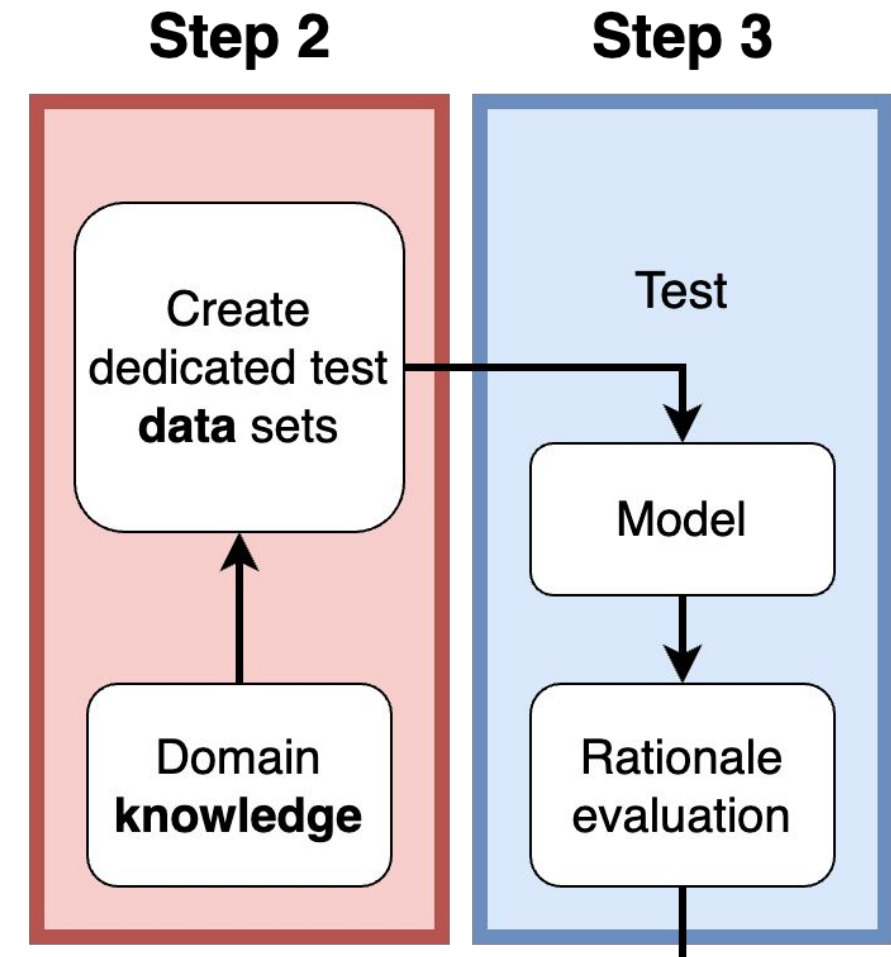 Step 2
Create
dedicated test
data sets
Domain
knowledge
Step 3
Test
Model
Rationale
evaluation